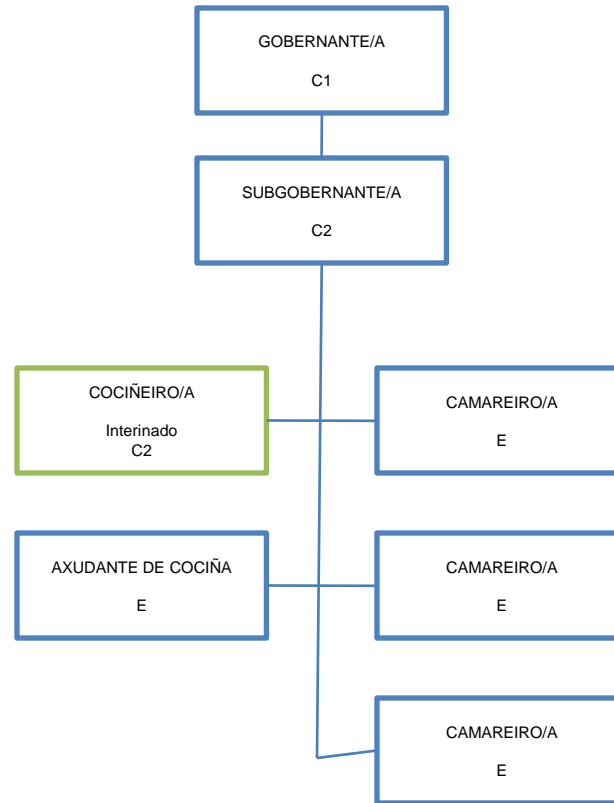 GOBERNANTE/A
C1
SUBGOBERNANTE/A
C2
COCIÑEIRO/A
Interinado
C2
CAMAREIRO/A
E
AXUDANTE DE COCIÑA
E
CAMAREIRO/A
E
CAMAREIRO/A
E